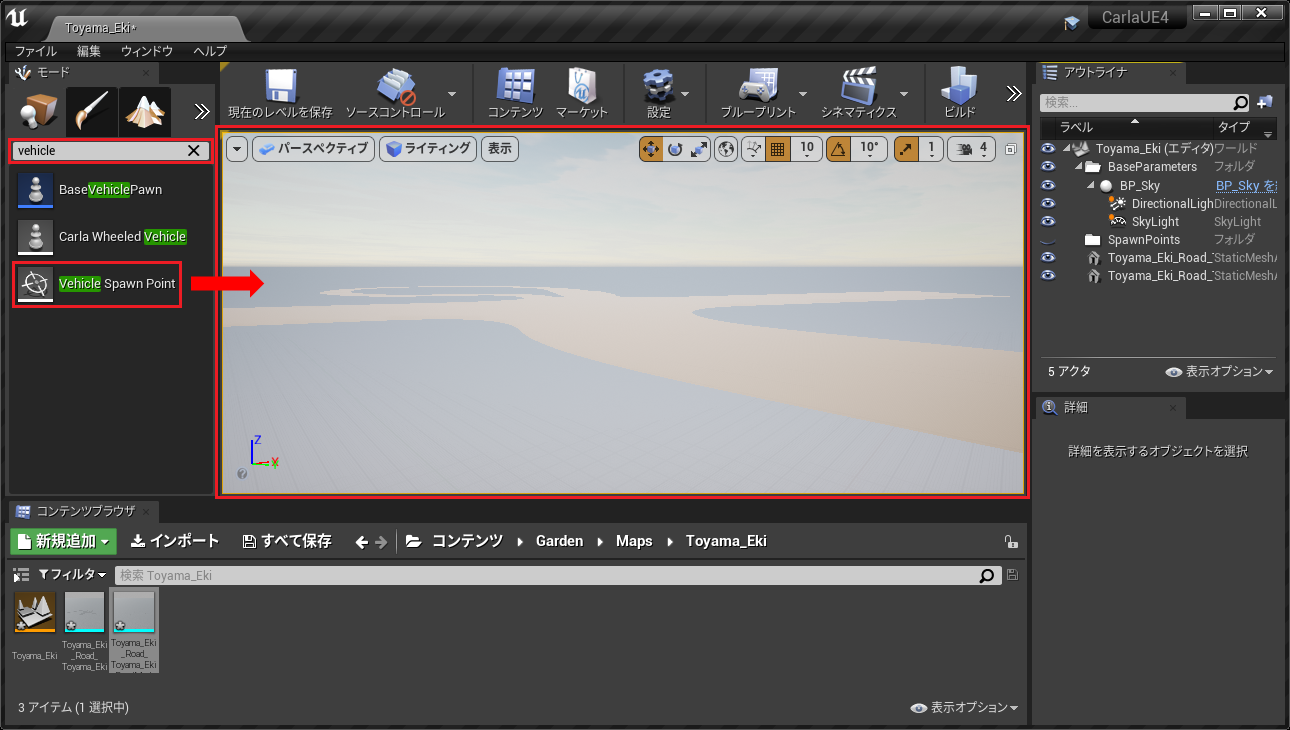 Toyama_Eki*
CarlaUE4
ファイル 編集 ウィンドウ ヘルプ
モード
vehicle
BaseVehiclePawn
Carla Wheeled Vehicle
Vehicle Spawn Point
現在のレベルを保存 ソースコントロール コンテンツ マーケット 設定 ブループリント シネマティクス ビルド
パースペクティブ ライティング 表示 10 10° 1 4
Z
X
アウトライナ
検索...
ラベル タイプ
Toyama_Eki (エディタ) ワールド
BaseParameters フォルダ
BP_Sky BP_Sky を
DirectionalLigh DirectionalL
SkyLight SkyLight
SpawnPoints フォルダ
Toyama_Eki_Road_ StaticMeshA
Toyama_Eki_Road_ StaticMeshA
5 アクタ 表示オプション
詳細
詳細を表示するオブジェクトを選択
コンテンツブラウザ
新規追加 インポート すべて保存 コンテンツ Garden Maps Toyama_Eki
フィルタ 検索 Toyama_Eki
Toyama_Eki
Toyama_Eki
_Road_
Toyama_Eki
Toyama_Eki
_Road_
Toyama_Eki
3 アイテム (1 選択中) 表示オプション